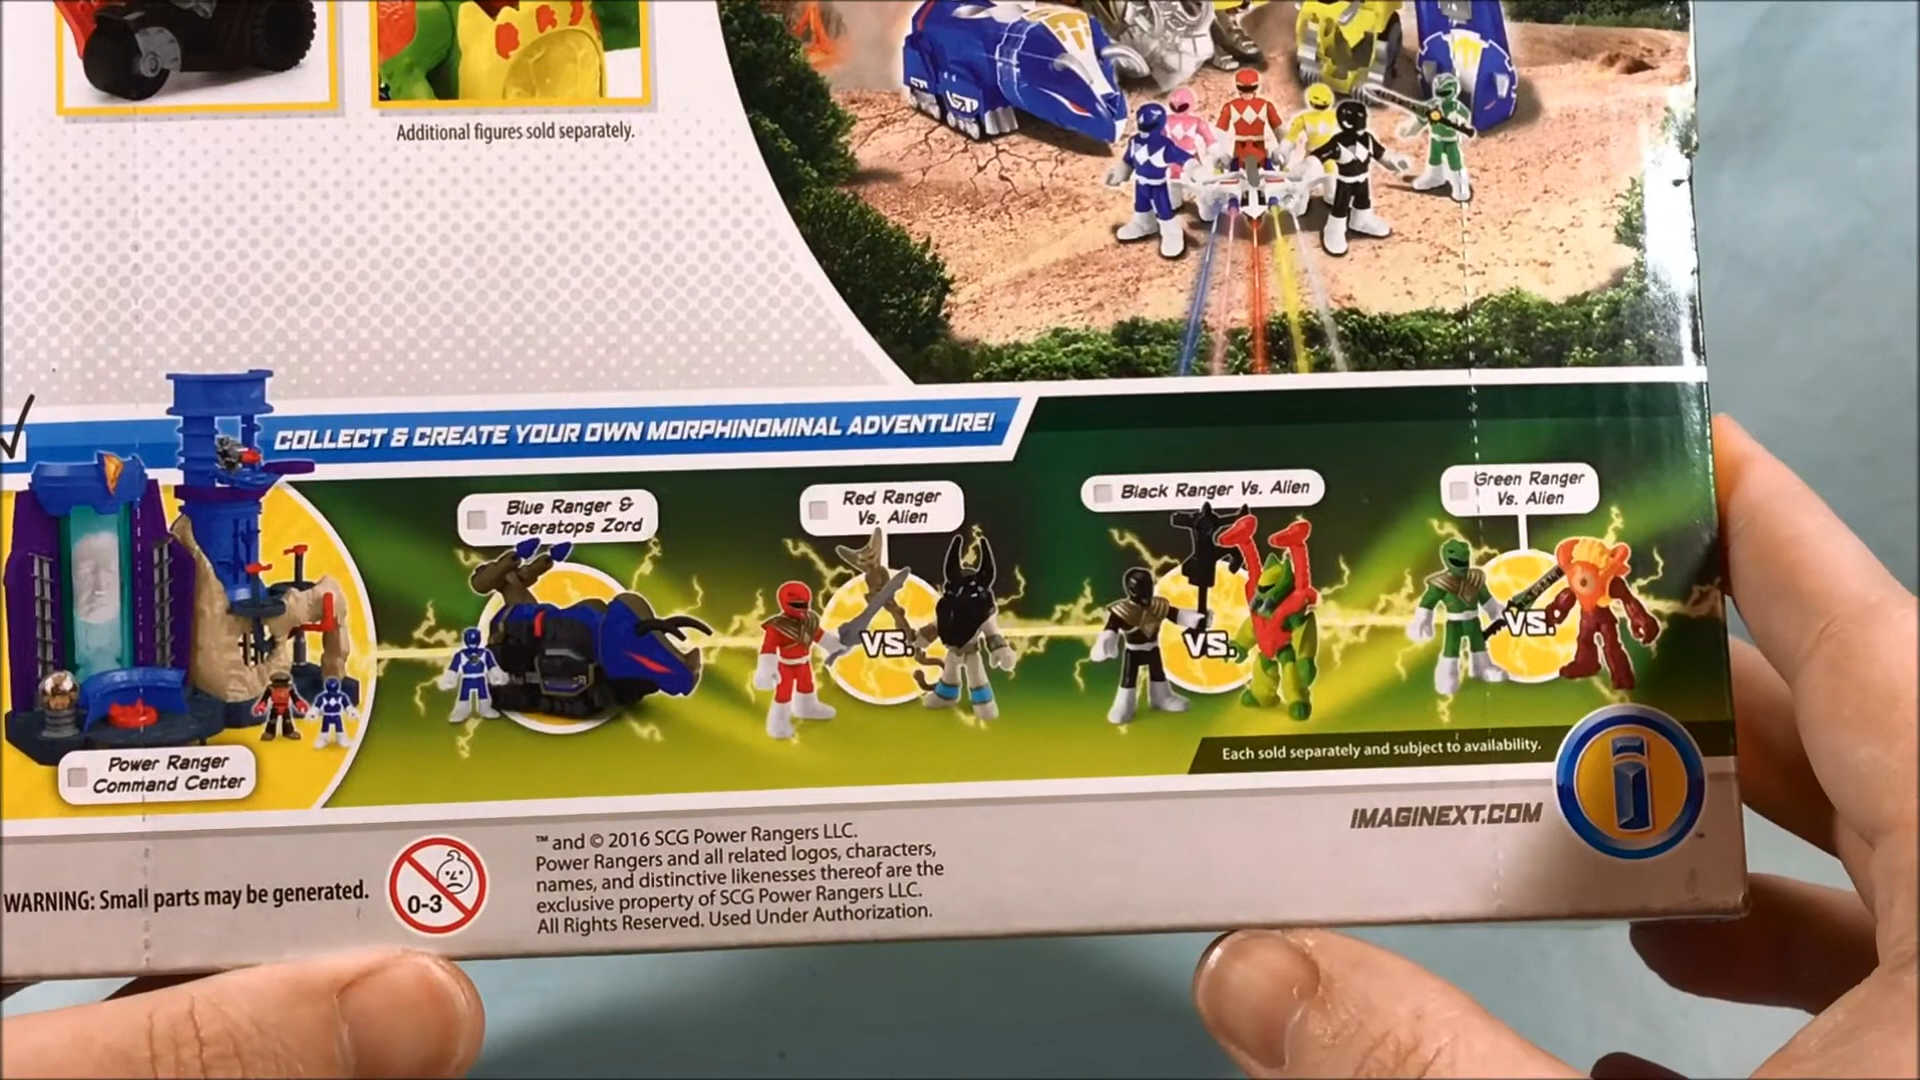 Additional figures sold separately.
COLLECT & CREATE YOUR OWN MORPHINOMINAL ADVENTURE!
Blue Ranger &
Triceratops Zord
Red Ranger
Vs. Alien
Black Ranger Vs. Alien
Green Ranger
Vs. Alien
VS.
VS.
VS.
Power Ranger
Command Center
Each sold separately and subject to availability.
IMAGINEXT.COM
i
™
WARNING: Small parts may be generated.
0-3
™ and © 2016 SCG Power Rangers LLC.
Power Rangers and all related logos, characters,
names, and distinctive likenesses thereof are the
exclusive property of SCG Power Rangers LLC.
All Rights Reserved. Used Under Authorization.